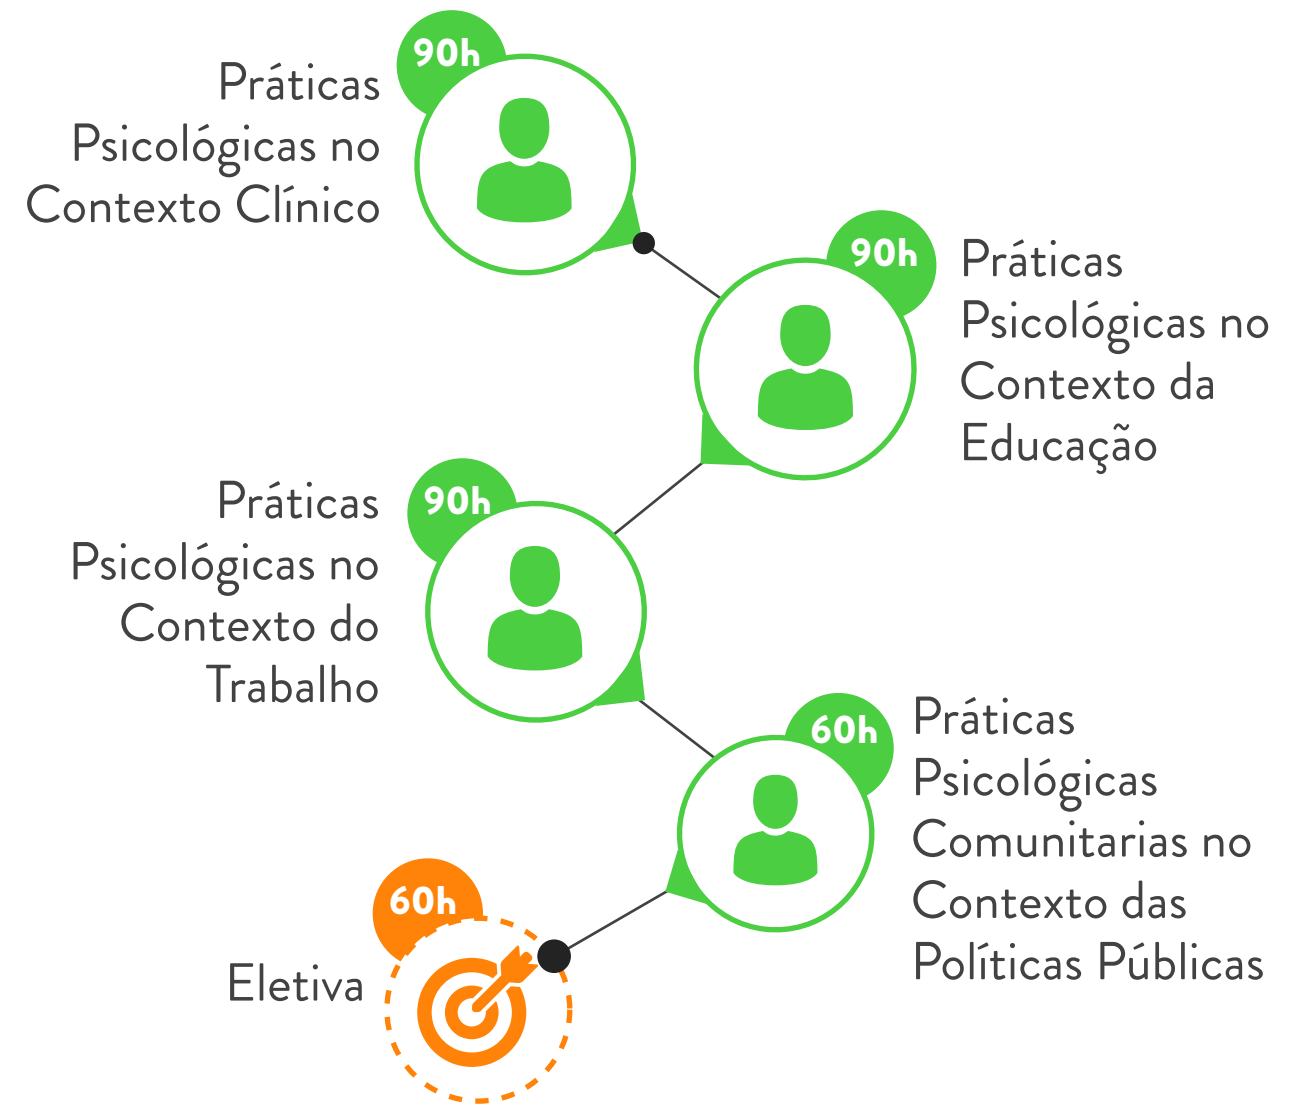 90h
Práticas
Psicológicas no
Contexto Clínico
90h
Práticas
Psicológicas no
Contexto da
Educação
90h
Práticas
Psicológicas no
Contexto do
Trabalho
60h
Práticas
Psicológicas
Comunitarias no
Contexto das
Políticas Públicas
60h
Eletiva